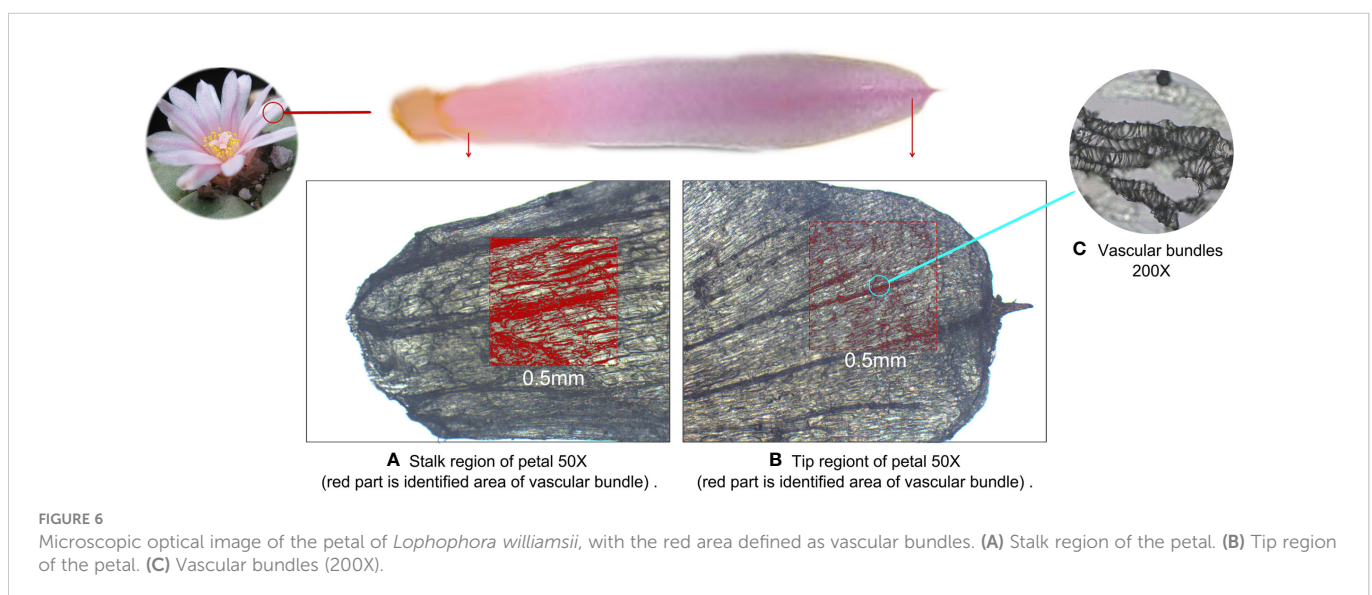 C Vascular bundles
200X
0.5mm
0.5mm
A Stalk region of petal 50X
(red part is identified area of vascular bundle) .
B Tip regiont of petal 50X
(red part is identified area of vascular bundle) .
FIGURE 6
Microscopic optical image of the petal of Lophophora williamsii, with the red area defined as vascular bundles. (A) Stalk region of the petal. (B) Tip region
of the petal. (C) Vascular bundles (200X).